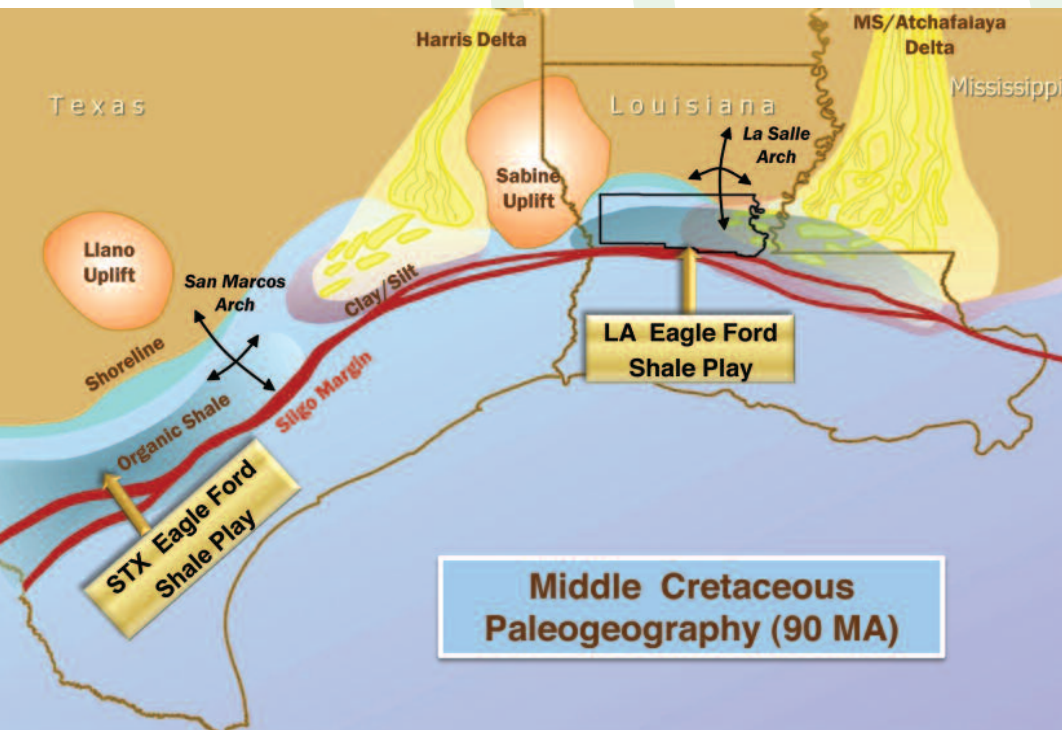 Harris Delta
MS/Atchafalaya
Delta
Mississippi
Texas
Louisiana
La Salle
Arch
Sabine
Uplift
Llano
Uplift
San Marcos
Arch
Clay/Silt
Shoreline
Silgo Margin
Organic Shale
LA Eagle Ford
Shale Play
STX Eagle Ford
Shale Play
Middle Cretaceous
Paleogeography (90 MA)